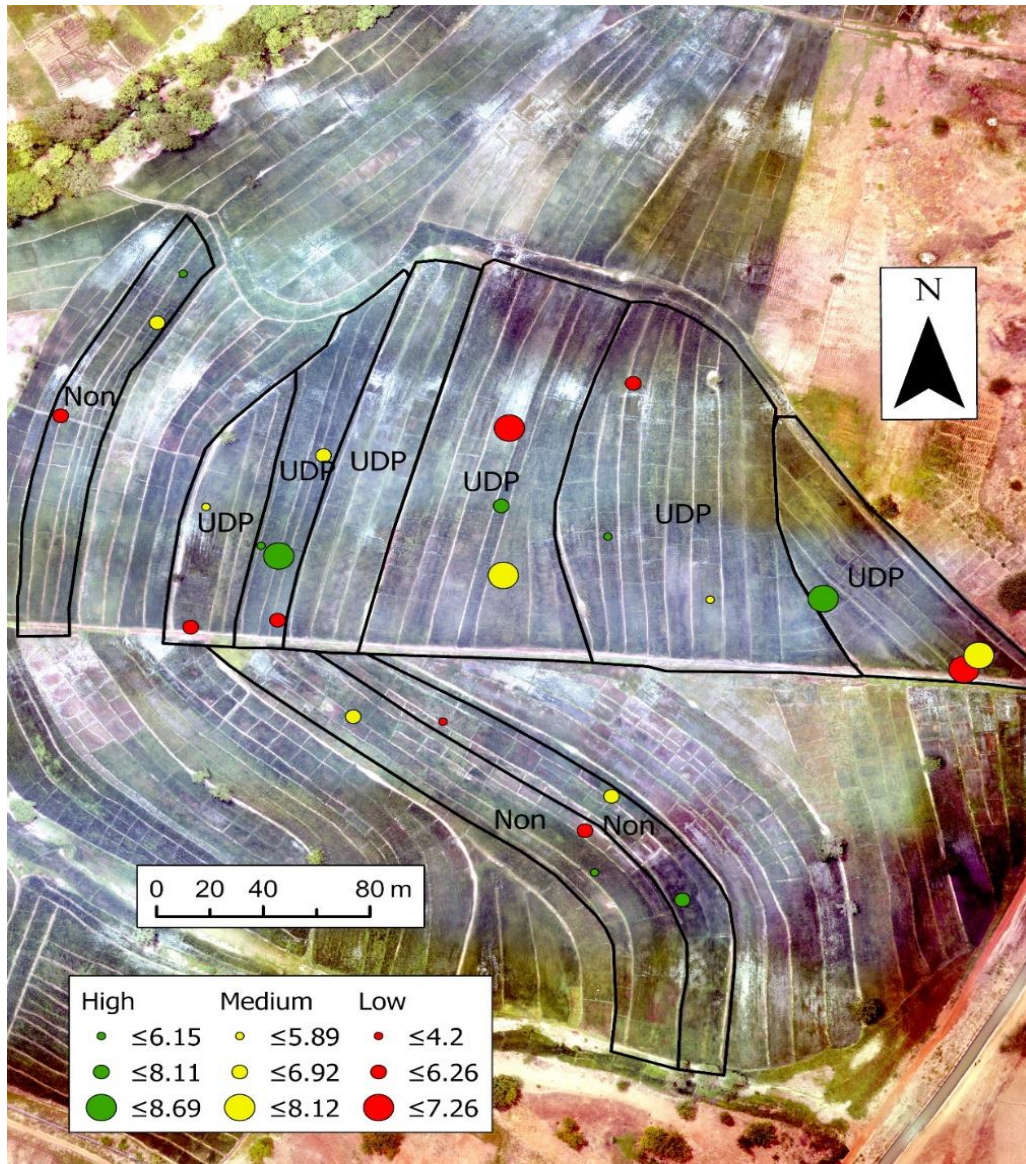 N
Non
UDP
UDP
UDP
UDP
UDP
UDP
Non
Non
0 20 40 80 m
High Medium Low
≤6.15 ≤5.89 ≤4.2
≤8.11 ≤6.92 ≤6.26
≤8.69 ≤8.12 ≤7.26